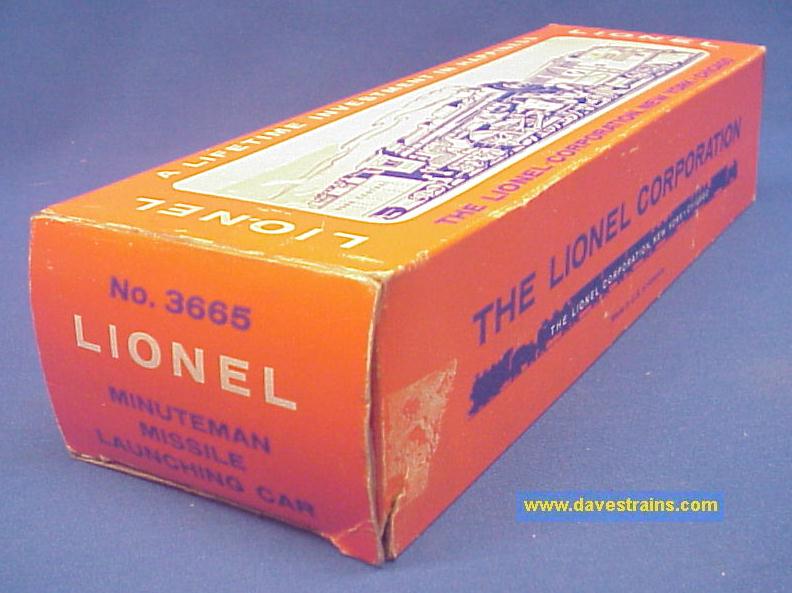 LIONEL
A LIFETIME INVESTMENT IN HAPPINESS
THE LIONEL CORPORATION NEW YORK · CHICAGO
LIONEL
No. 3665
LIONEL
MINUTEMAN
MISSILE
LAUNCHING CAR
THE LIONEL CORPORATION
THE LIONEL CORPORATION, NEW YORK · CHICAGO
www.davestrains.com